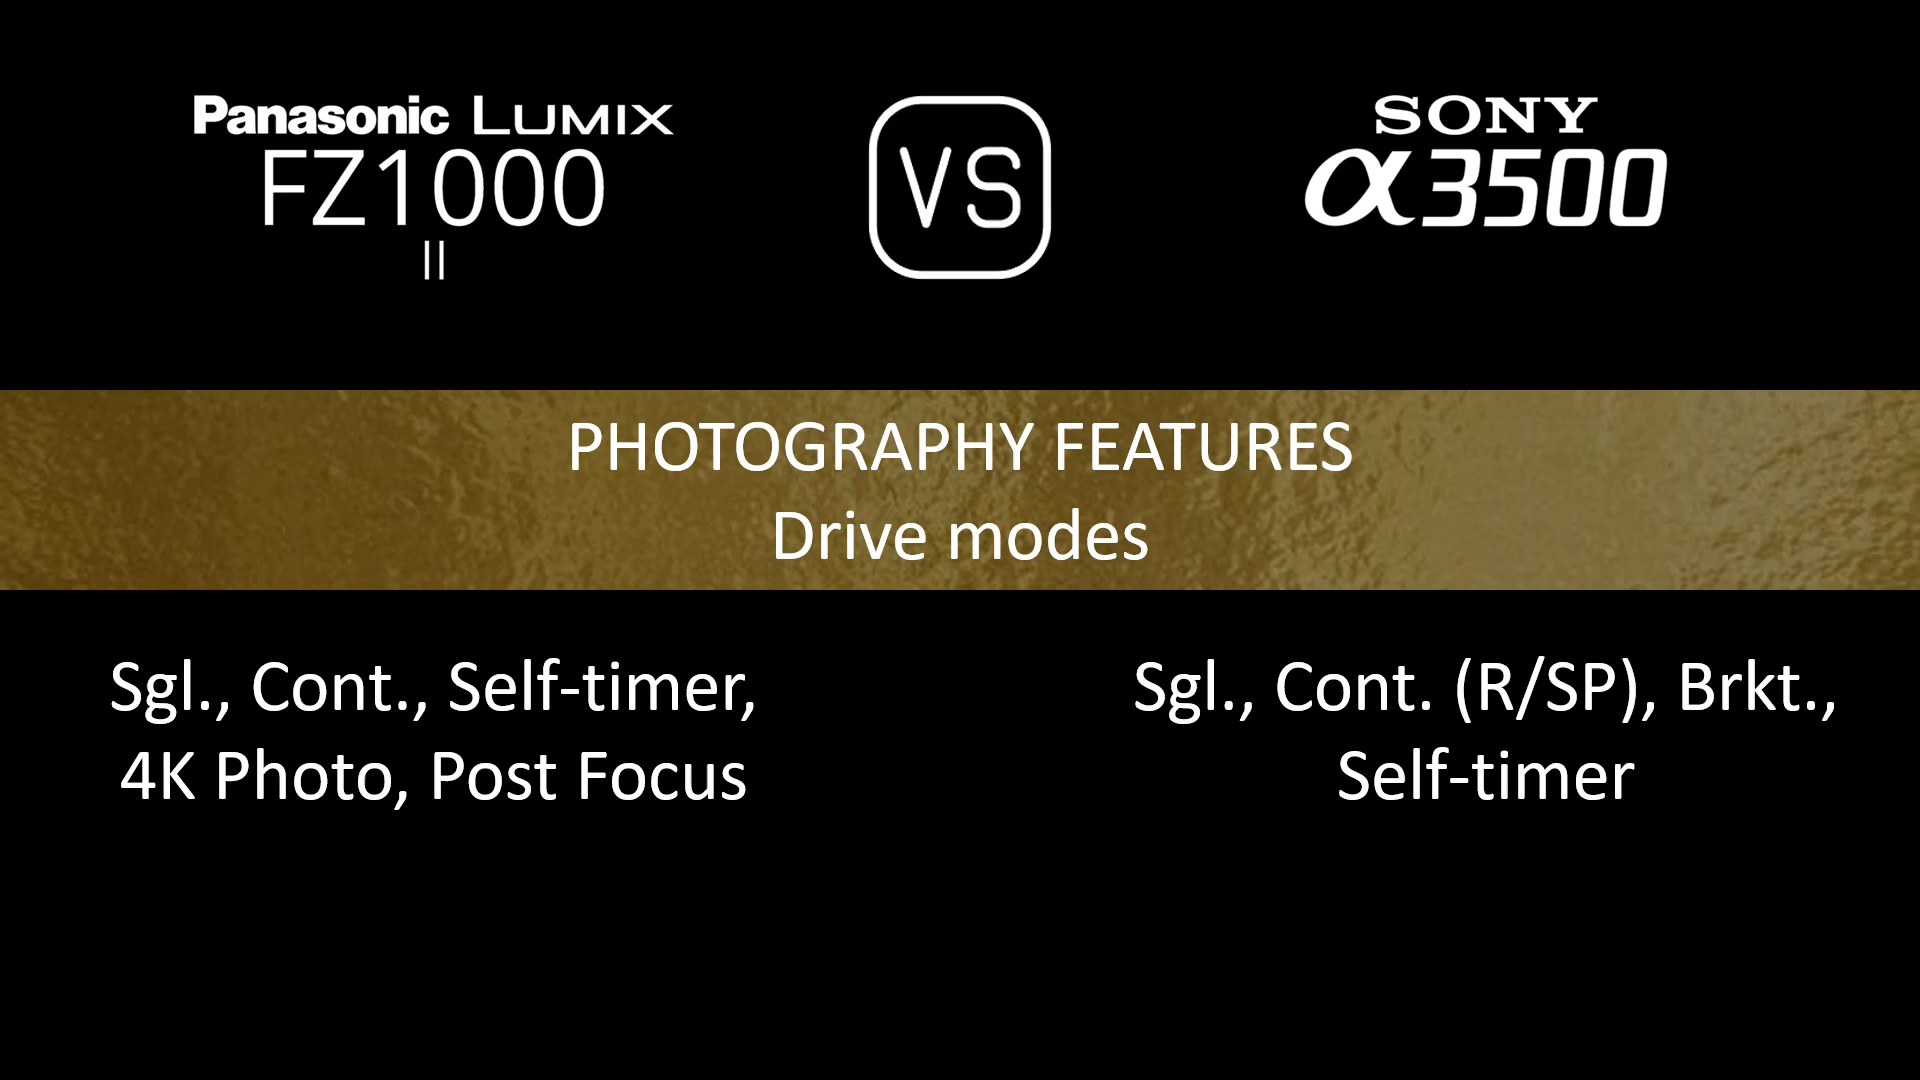 Panasonic LUMIX
FZ1000
II
VS
SONY
α3500
PHOTOGRAPHY FEATURES
Drive modes
Sgl., Cont., Self-timer,
4K Photo, Post Focus
Sgl., Cont. (R/SP), Brkt.,
Self-timer